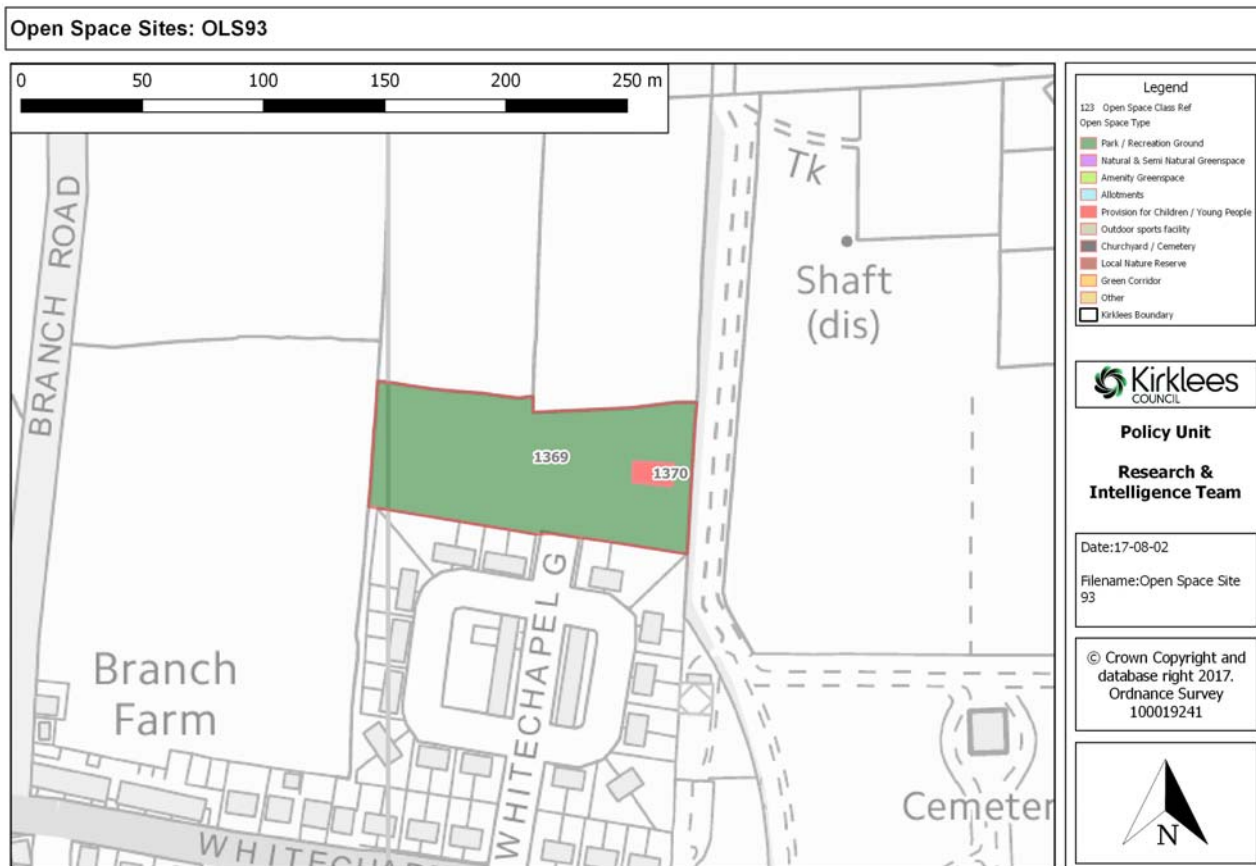 Open Space Sites: OLS93
0 50 100 150 200 250 m
BRANCH ROAD
Tk
Shaft
(dis)
1369
1370
WHITECHAPEL G
Branch
Farm
Cemeter
WHITECHAP
Legend
123 Open Space Class Ref
Open Space Type
Park / Recreation Ground
Natural & Semi Natural Greenspace
Amenity Greenspace
Allotments
Provision for Children / Young People
Outdoor sports facility
Churchyard / Cemetery
Local Nature Reserve
Green Corridor
Other
Kirklees Boundary
Kirklees
COUNCIL
Policy Unit
Research &
Intelligence Team
Date:17-08-02
Filename:Open Space Site
93
© Crown Copyright and
database right 2017.
Ordnance Survey
100019241
N